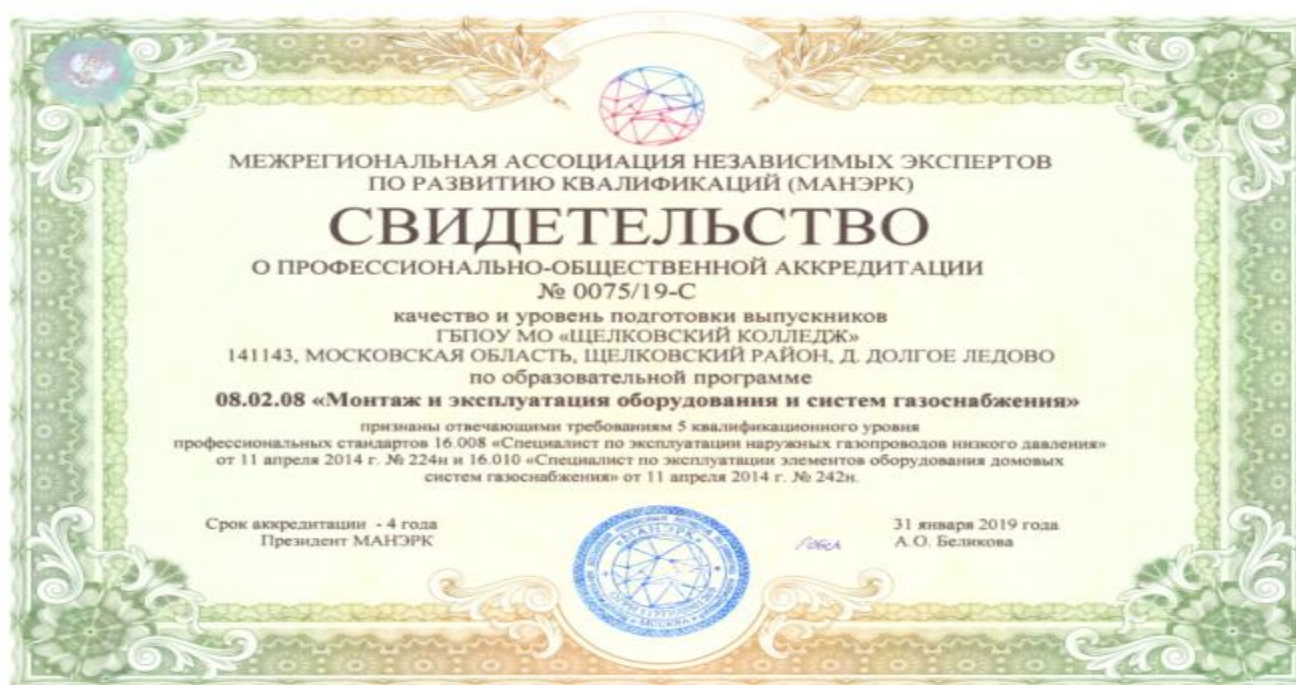 МЕЖРЕГИОНАЛЬНАЯ АССОЦИАЦИЯ НЕЗАВИСИМЫХ ЭКСПЕРТОВ
ПО РАЗВИТИЮ КВАЛИФИКАЦИЙ (МАНЭРК)
СВИДЕТЕЛЬСТВО
О ПРОФЕССИОНАЛЬНО-ОБЩЕСТВЕННОЙ АККРЕДИТАЦИИ
№ 0075/19-С
качество и уровень подготовки выпускников
ГБПОУ МО «ЩЕЛКОВСКИЙ КОЛЛЕДЖ»
141143, МОСКОВСКАЯ ОБЛАСТЬ, ЩЕЛКОВСКИЙ РАЙОН, Д. ДОЛГОЕ ЛЕДОВО
по образовательной программе
08.02.08 «Монтаж и эксплуатация оборудования и систем газоснабжения»
признаны отвечающими требованиям 5 квалификационного уровня
профессиональных стандартов 16.008 «Специалист по эксплуатации наружных газопроводов низкого давления»
от 11 апреля 2014 г. № 224н и 16.010 «Специалист по эксплуатации элементов оборудования домовых
систем газоснабжения» от 11 апреля 2014 г. № 242н.
Срок аккредитации - 4 года
Президент МАНЭРК
«МАНЭРК»
МОСКВА
31 января 2019 года
А.О. Беликова